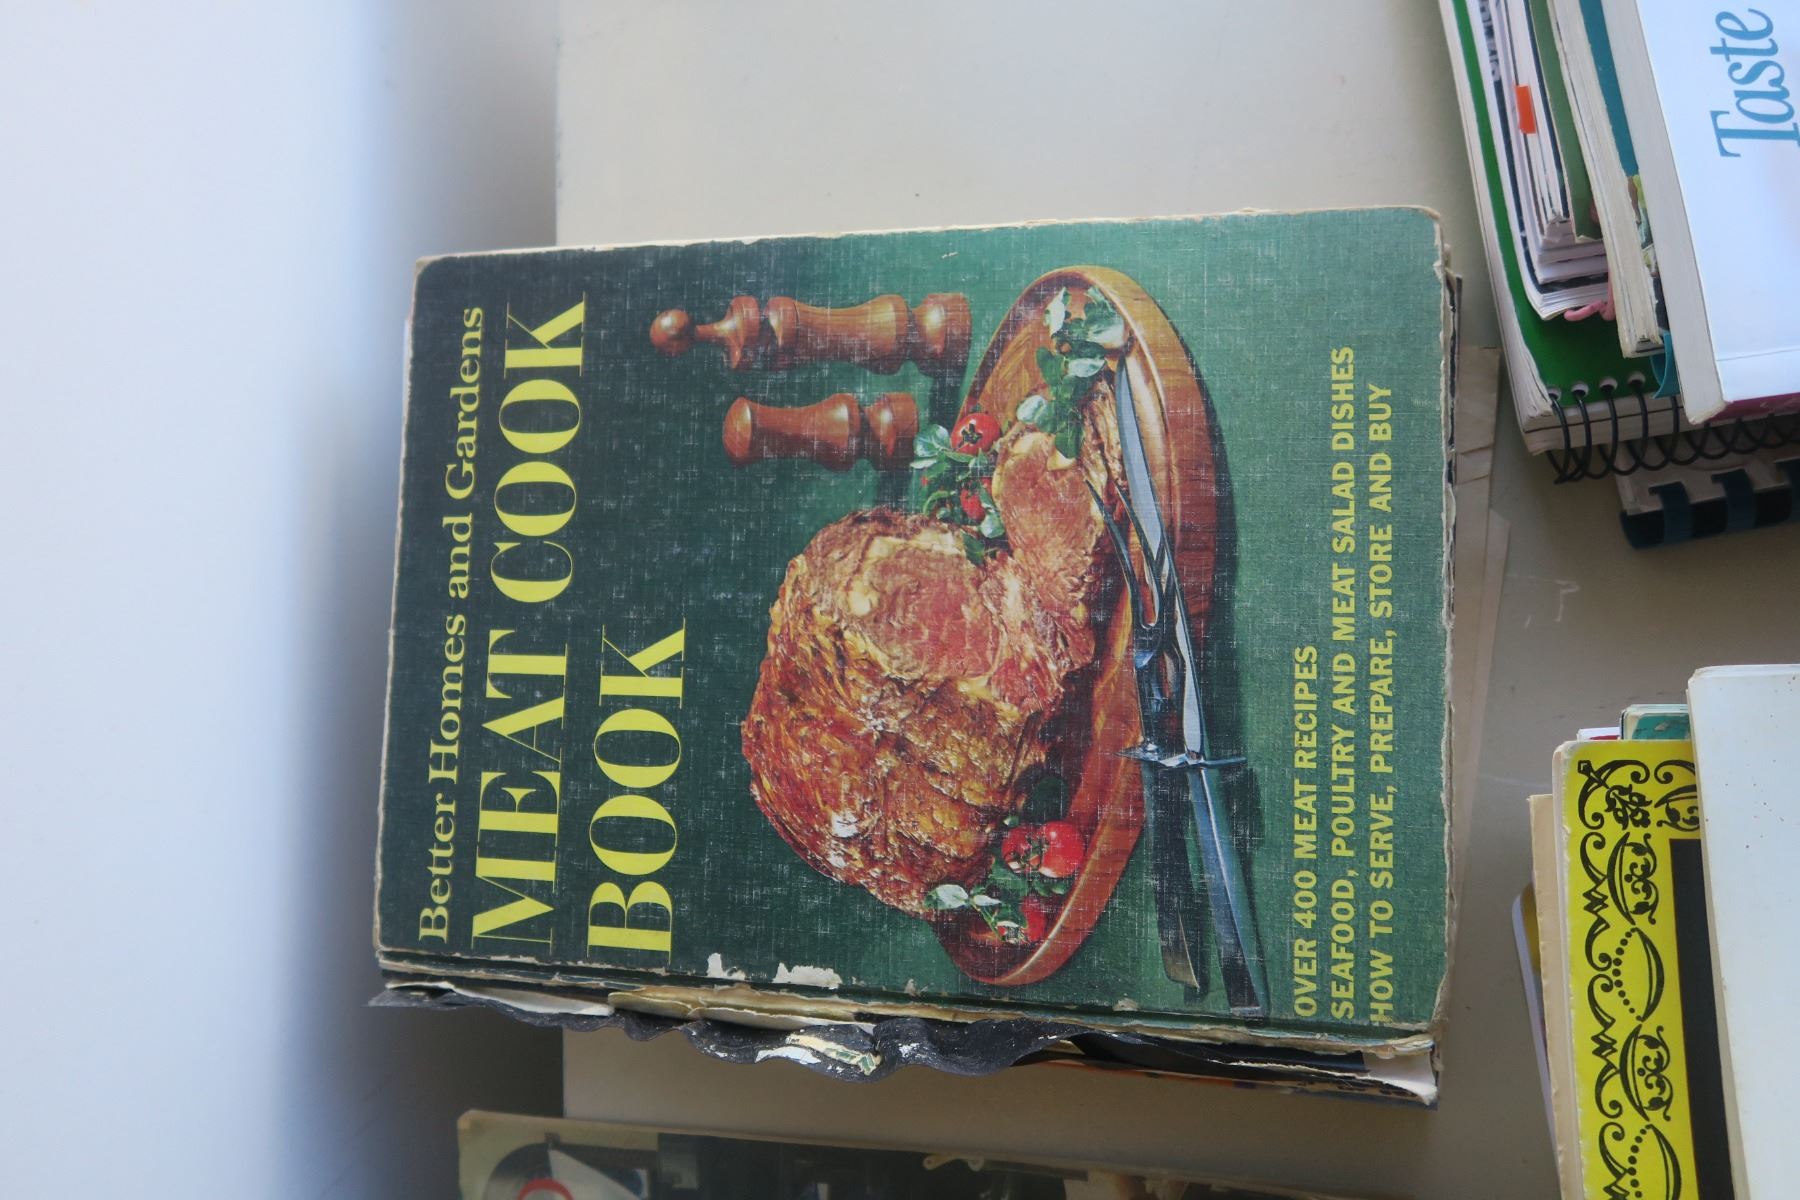 Better Homes and Gardens
MEAT COOK
BOOK
OVER 400 MEAT RECIPES
SEAFOOD, POULTRY AND MEAT SALAD DISHES
HOW TO SERVE, PREPARE, STORE AND BUY
Taste